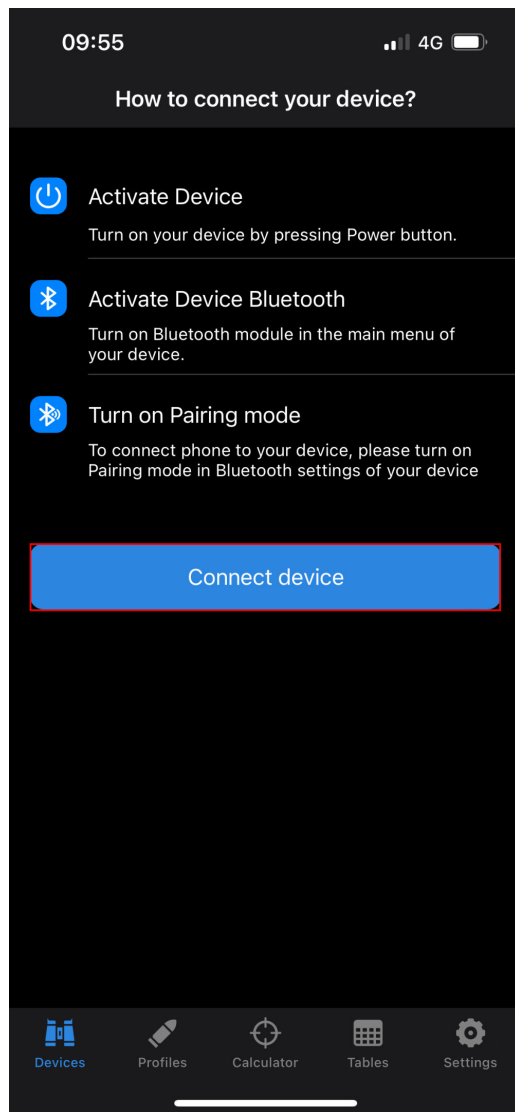 09:55
4G
How to connect your device?
Activate Device
Turn on your device by pressing Power button.
Activate Device Bluetooth
Turn on Bluetooth module in the main menu of
your device.
Turn on Pairing mode
To connect phone to your device, please turn on
Pairing mode in Bluetooth settings of your device
Connect device
Devices
Profiles
Calculator
Tables
Settings